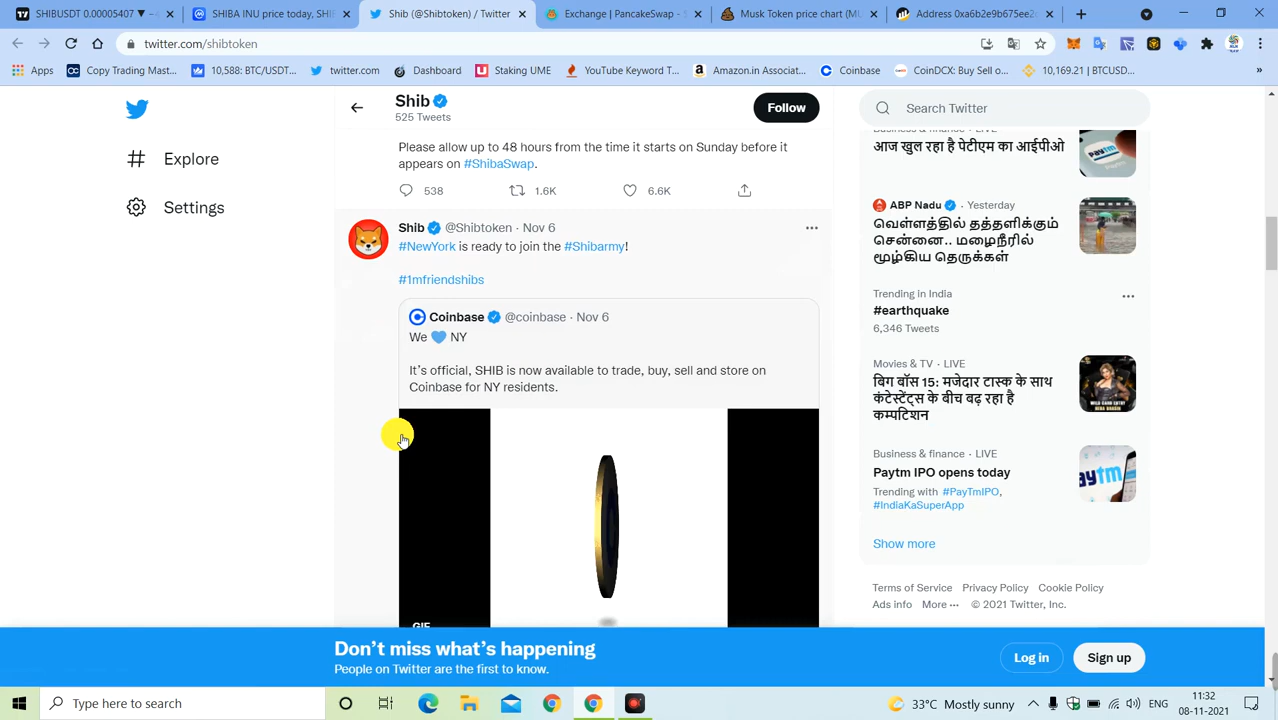 SHIBUSDT 0.00005407 ▼
SHIBA INU price today, $
(2) Twitter
Exchange | PancakeSwap - $
Musk Token price chart (MU
Address 0x2a9b75ee2
twitter.com/shibtoken
Apps
Copy Trading Mast...
10,588: BTC/USDT...
twitter.com
Dashboard
Staking UME
YouTube Keyword T...
Amazon.in Associat...
Coinbase
CoinDCX: Buy Sell o...
10,169.21 | BTCUSD...
»
Explore
Settings
Shib
525 Tweets
Follow
Please allow up to 48 hours from the time it starts on Sunday before it
appears on #ShibaSwap.
538
1.6K
6.6K
Shib @Shibtoken · Nov 6
#NewYork is ready to join the #Shibarmy!
#1mfriendshibs
Coinbase @coinbase · Nov 6
We 💙 NY
It's official, SHIB is now available to trade, buy, sell and store on
Coinbase for NY residents.
GIF
Search Twitter
Business & finance · LIVE
आज खुल रहा है पेटीएम का आईपीओ
ABP Nadu · Yesterday
வெள்ளத்தில் தத்தளிக்கும்
சென்னை.. மழைநீரில்
மூழ்கிய தெருக்கள்
Trending in India
#earthquake
6,346 Tweets
Movies & TV · LIVE
बिग बॉस 15: मजेदार टास्क के साथ
कंटेस्टेंट्स के बीच बढ़ रहा है
कम्पटिशन
Business & finance · LIVE
Paytm IPO opens today
Trending with #PayTmIPO,
#IndiaKaSuperApp
Show more
Terms of Service Privacy Policy Cookie Policy
Ads info More ··· © 2021 Twitter, Inc.
Don't miss what's happening
People on Twitter are the first to know.
Log in
Sign up
Type here to search
33°C Mostly sunny
ENG
11:32
08-11-2021